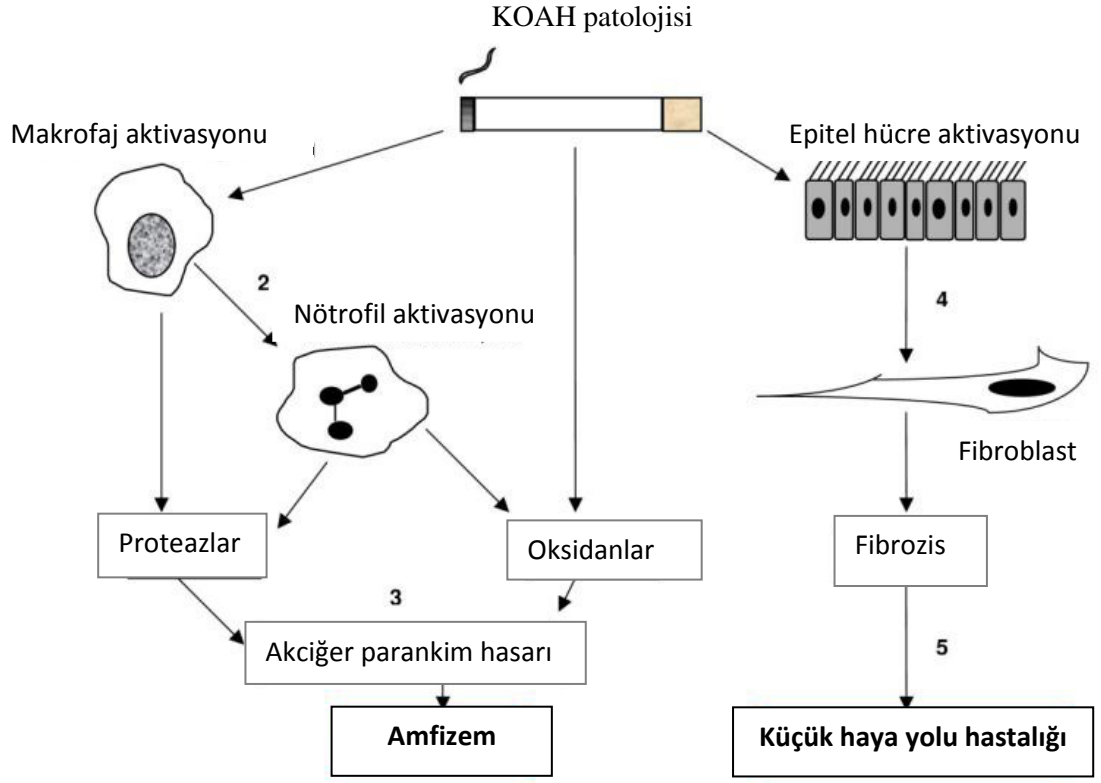 KOAH patolojisi
Makrofaj aktivasyonu
Epitel hücre aktivasyonu
2
Nötrofil aktivasyonu
4
Fibroblast
Proteazlar
Oksidanlar
Fibrozis
3
Akciğer parankim hasarı
5
Amfizem
Küçük haya yolu hastalığı